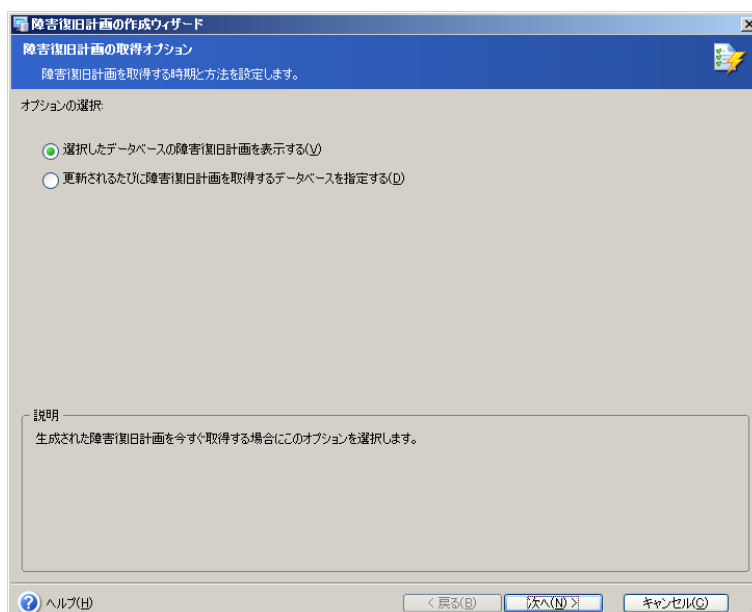 障害復旧計画の作成ウィザード
障害復旧計画の取得オプション
障害復旧計画を取得する時期と方法を設定します。
オプションの選択:
選択したデータベースの障害復旧計画を表示する(V)
更新されるたびに障害復旧計画を取得するデータベースを指定する(D)
説明
生成された障害復旧計画を今すぐ取得する場合にこのオプションを選択します。
ヘルプ(H)
< 戻る(B)
次へ(N) >
キャンセル(C)